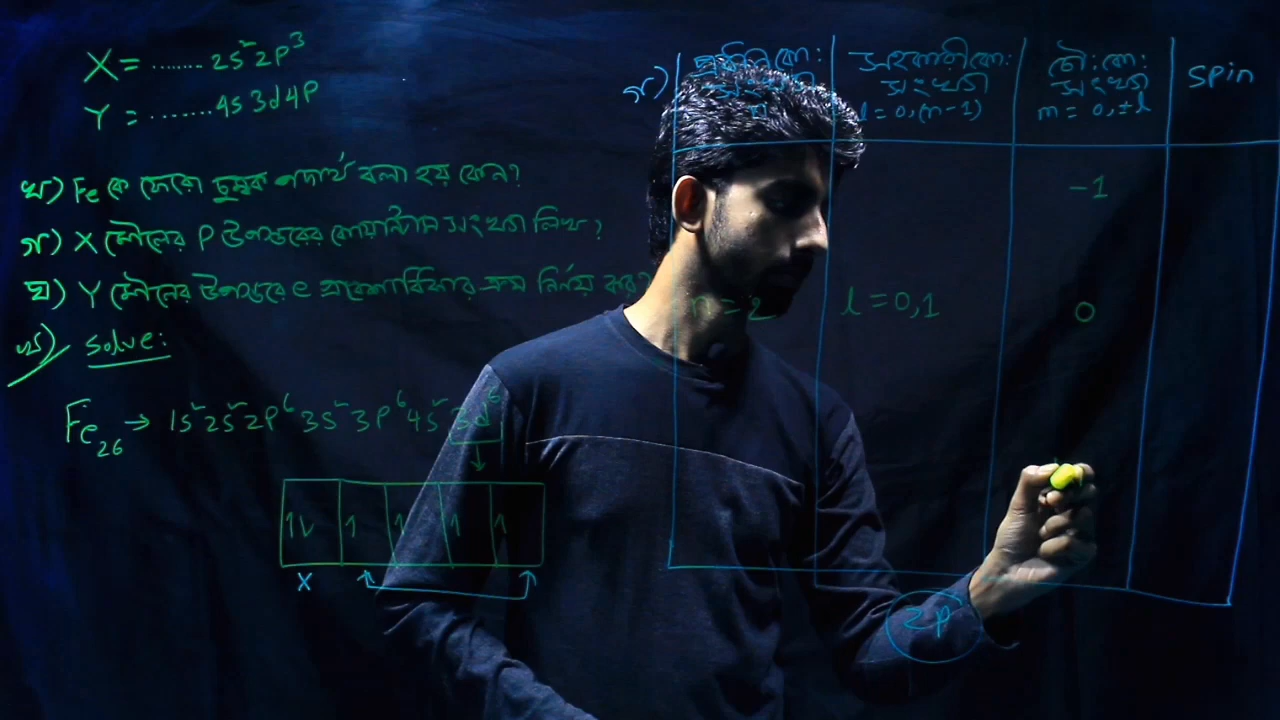 X = ........ 2s² 2p³
Y = ........ 4s 3d 4p
খ) Fe কে ফেরো চুম্বক পদার্থ বলা হয় কেন?
গ) X মৌলের p উপস্তরের কোয়ান্টাম সংখ্যা লিখ?
ঘ) Y মৌলের উপস্তরে e প্রবেশাধিকার ক্রম নির্ণয় কর?
খ) solve:
Fe₂₆ → 1s² 2s² 2p⁶ 3s² 3p⁶ 4s² 3d⁶
1l 1 1 1 1
x
গ)
সংখ্যা
সহকারী কো: সংখ্যা
l = 0, (n-1)
চৌ: কো: সংখ্যা
m = 0, ±l
spin
-1
n = 2
l = 0,1
0
2p